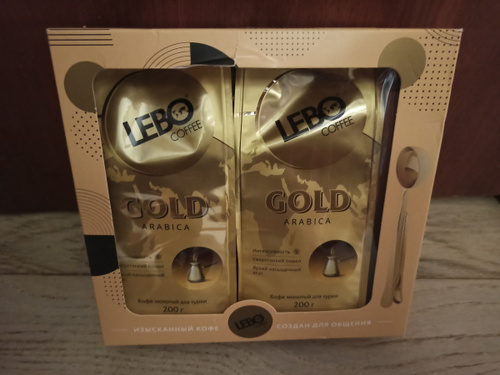 LEBO
COFFEE
GOLD
ARABICA
Кофе молотый для турки
200 г
LEBO
COFFEE
GOLD
ARABICA
Кофе молотый для турки
200 г
ИЗЫСКАННЫЙ КОФЕ
LEBO
СОЗДАН ДЛЯ ОБЩЕНИЯ